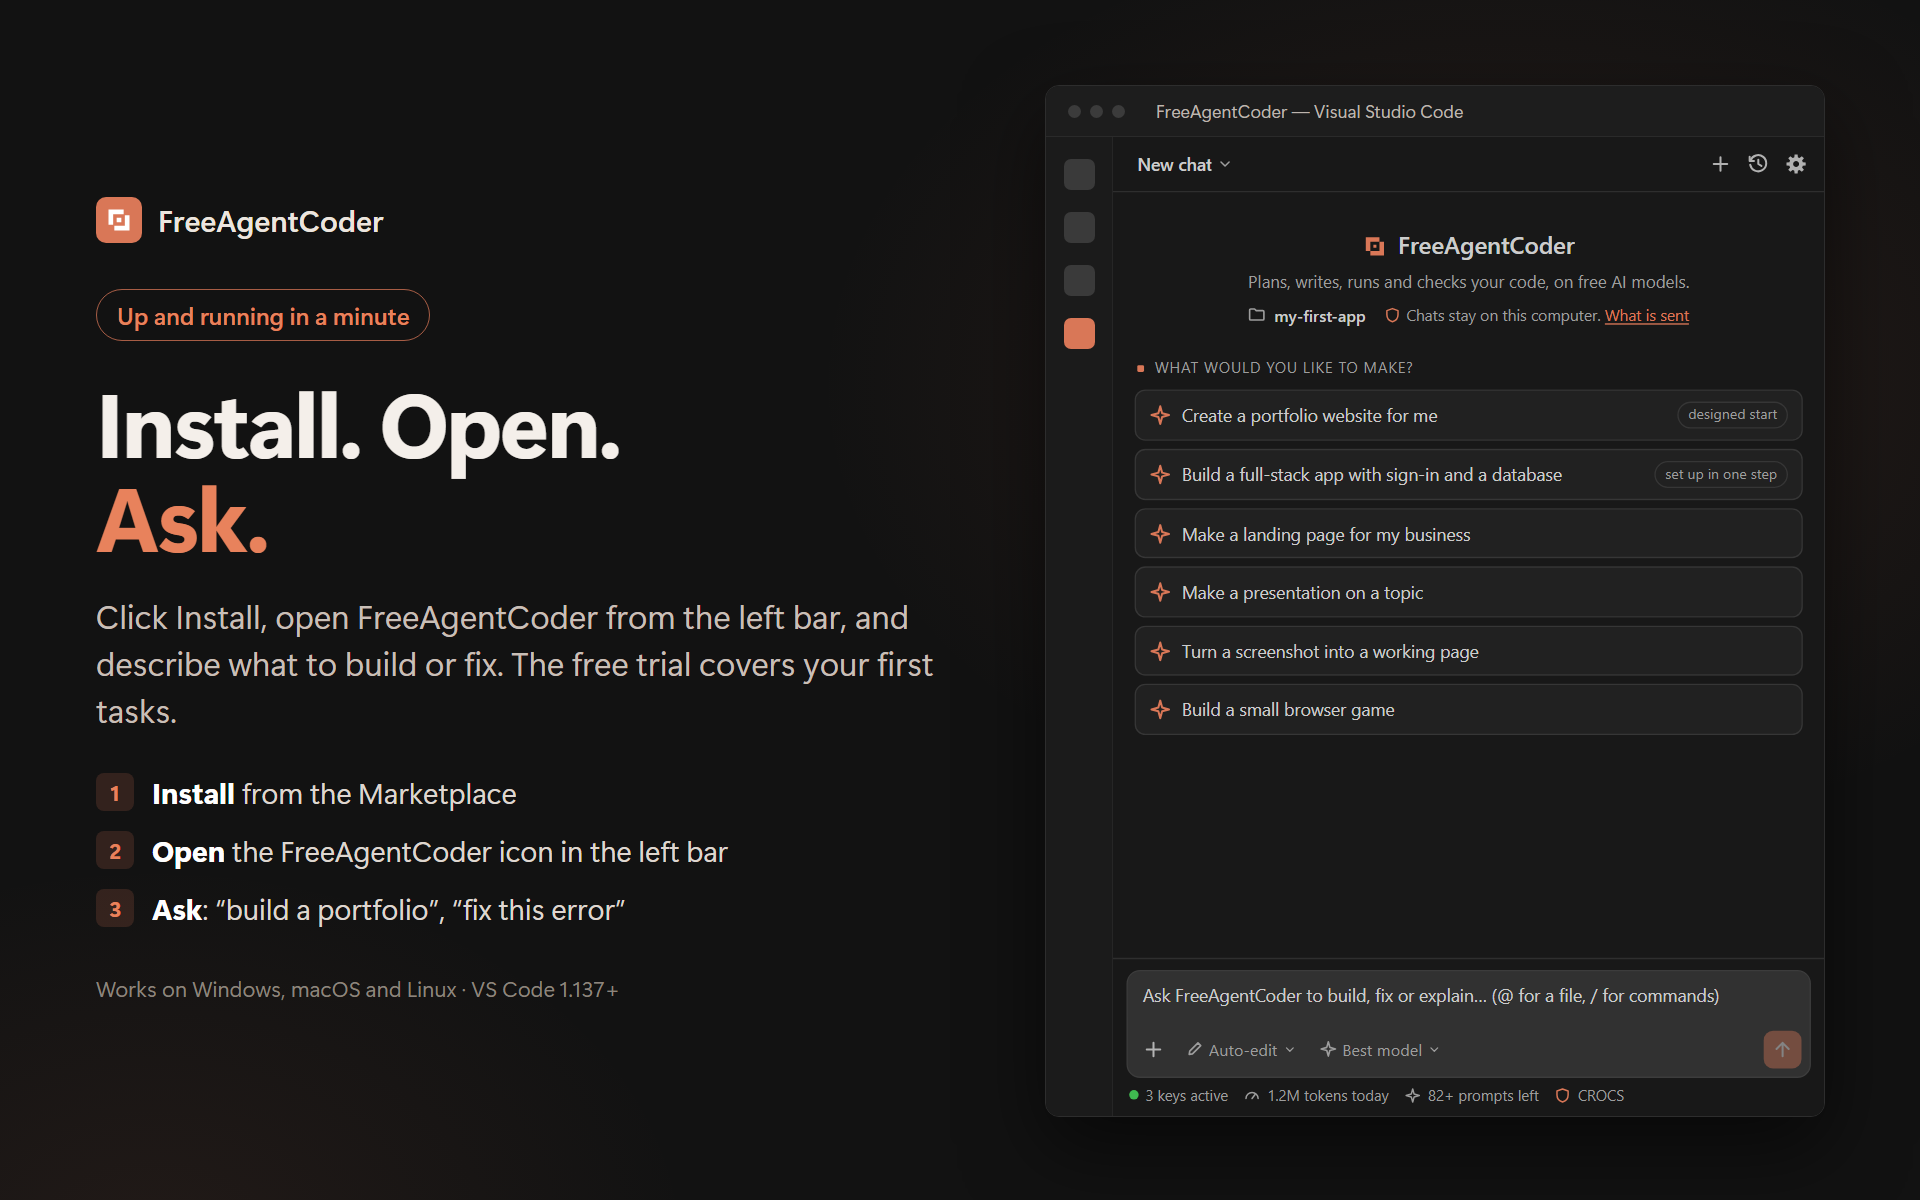 FreeAgentCoder
Up and running in a minute
Install. Open.
Ask.
Click Install, open FreeAgentCoder from the left bar, and
describe what to build or fix. The free trial covers your first
tasks.
1 Install from the Marketplace
2 Open the FreeAgentCoder icon in the left bar
3 Ask: “build a portfolio”, “fix this error”
Works on Windows, macOS and Linux · VS Code 1.137+
FreeAgentCoder — Visual Studio Code
New chat
FreeAgentCoder
Plans, writes, runs and checks your code, on free AI models.
my-first-app Chats stay on this computer. What is sent
WHAT WOULD YOU LIKE TO MAKE?
Create a portfolio website for me designed start
Build a full-stack app with sign-in and a database set up in one step
Make a landing page for my business
Make a presentation on a topic
Turn a screenshot into a working page
Build a small browser game
Ask FreeAgentCoder to build, fix or explain... (@ for a file, / for commands)
Auto-edit Best model
3 keys active 1.2M tokens today 82+ prompts left CROCS